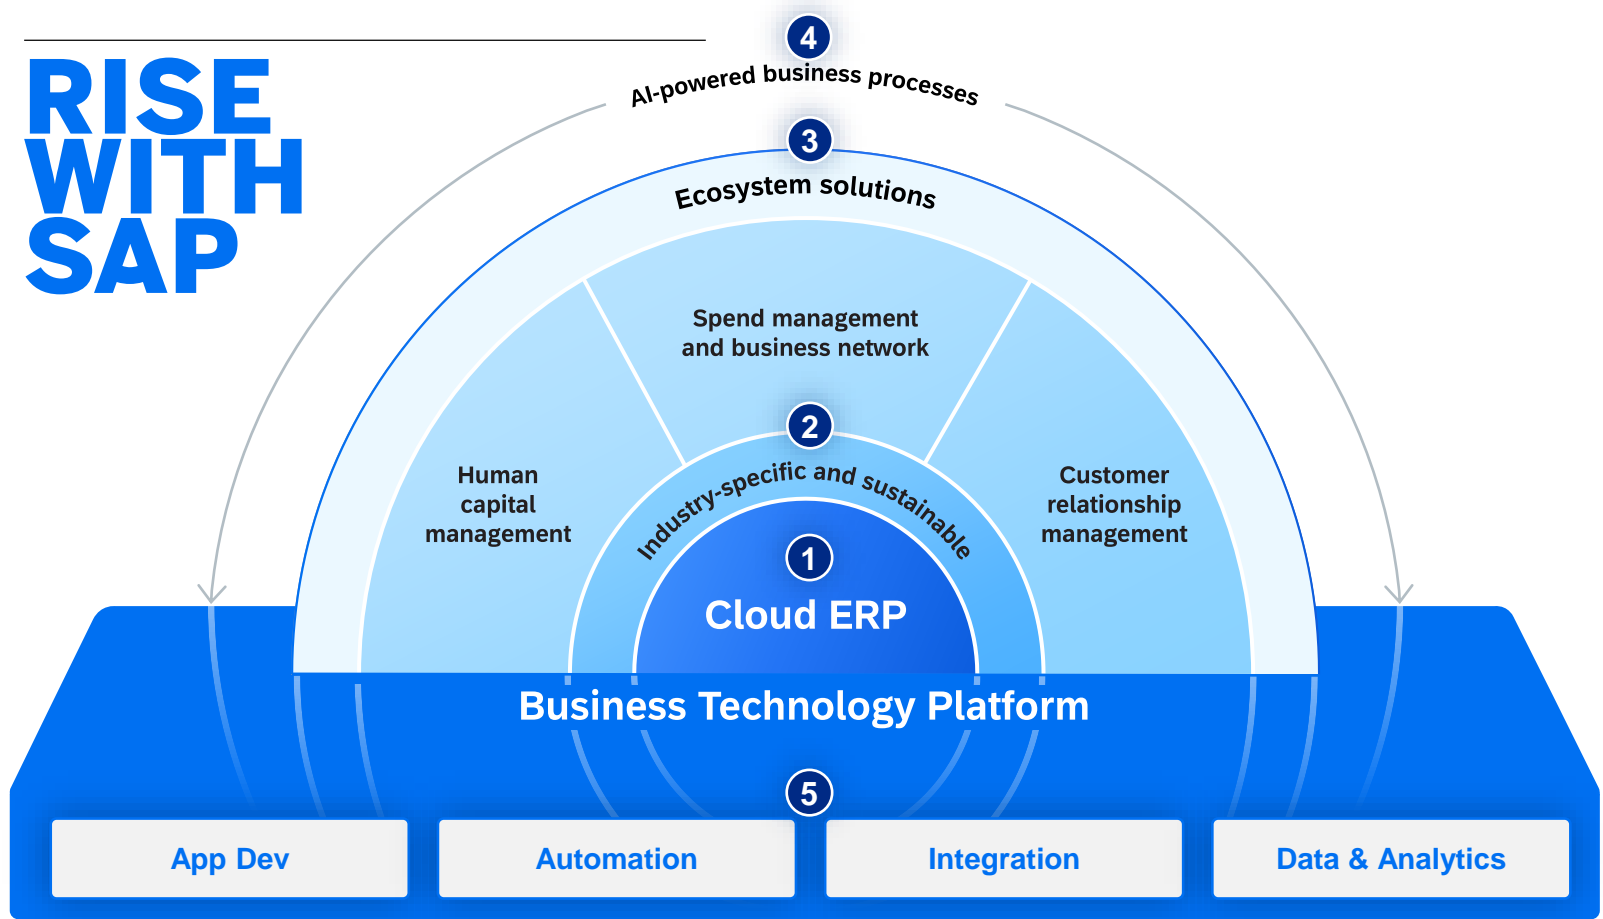 RISE
WITH
SAP
4
AI-powered business processes
3
Ecosystem solutions
Spend management
and business network
2
Human
capital
management
Industry-specific and sustainable
Customer
relationship
management
1
Cloud ERP
Business Technology Platform
5
App Dev
Automation
Integration
Data & Analytics